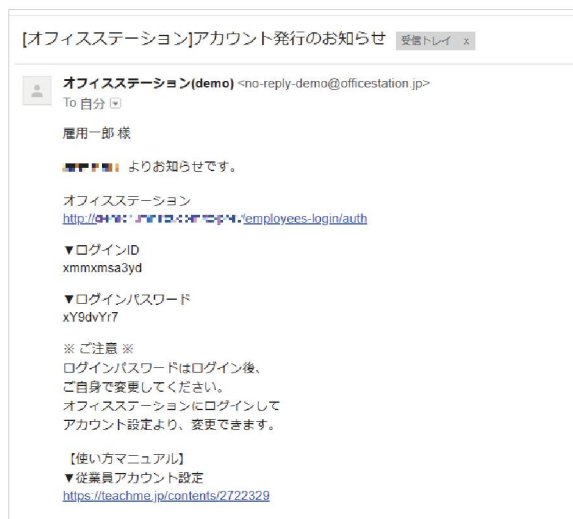 [オフィスステーション]アカウント発行のお知らせ 受信トレイ x
オフィスステーション(demo) <no-reply-demo@officestation.jp>
To 自分
雇用一郎 様
よりお知らせです。
オフィスステーション
http:// /employees-login/auth
▼ログインID
xmmxmsa3yd
▼ログインパスワード
xY9dvYr7
※ ご注意 ※
ログインパスワードはログイン後、
ご自身で変更してください。
オフィスステーションにログインして
アカウント設定より、変更できます。
【使い方マニュアル】
▼従業員アカウント設定
https://teachme.jp/contents/2722329